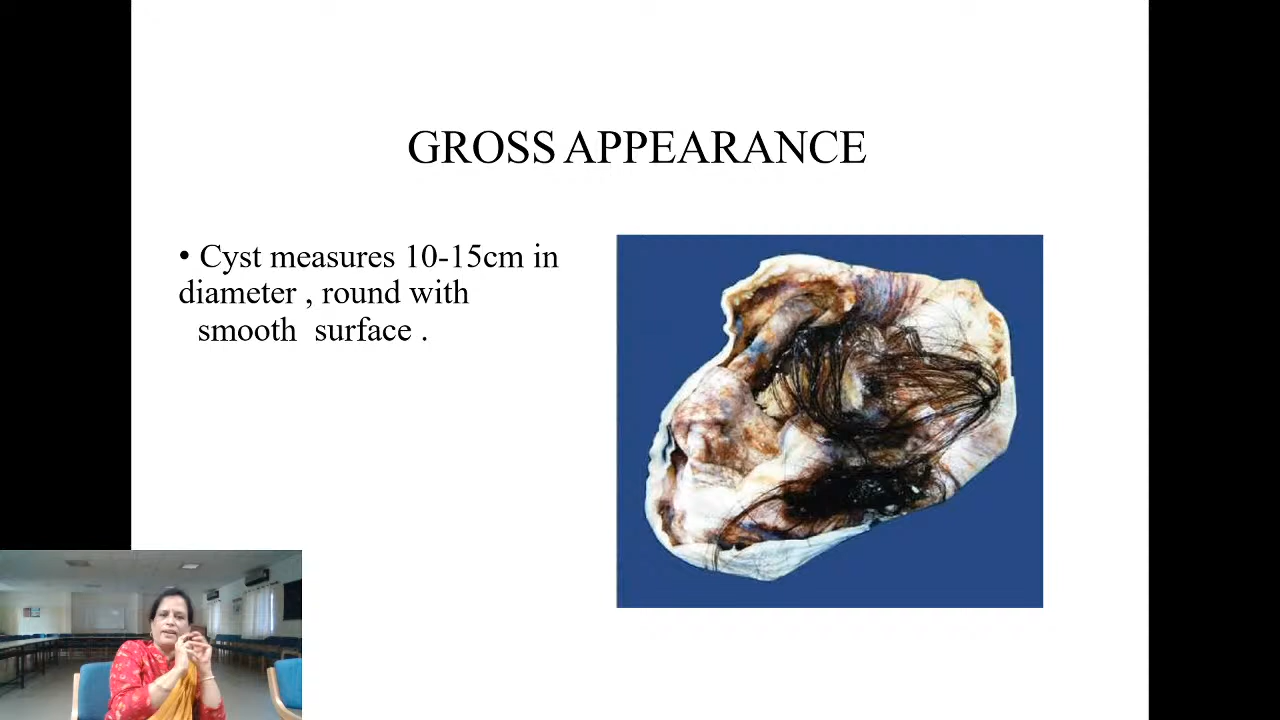 GROSS APPEARANCE
• Cyst measures 10-15cm in
diameter , round with
smooth surface .